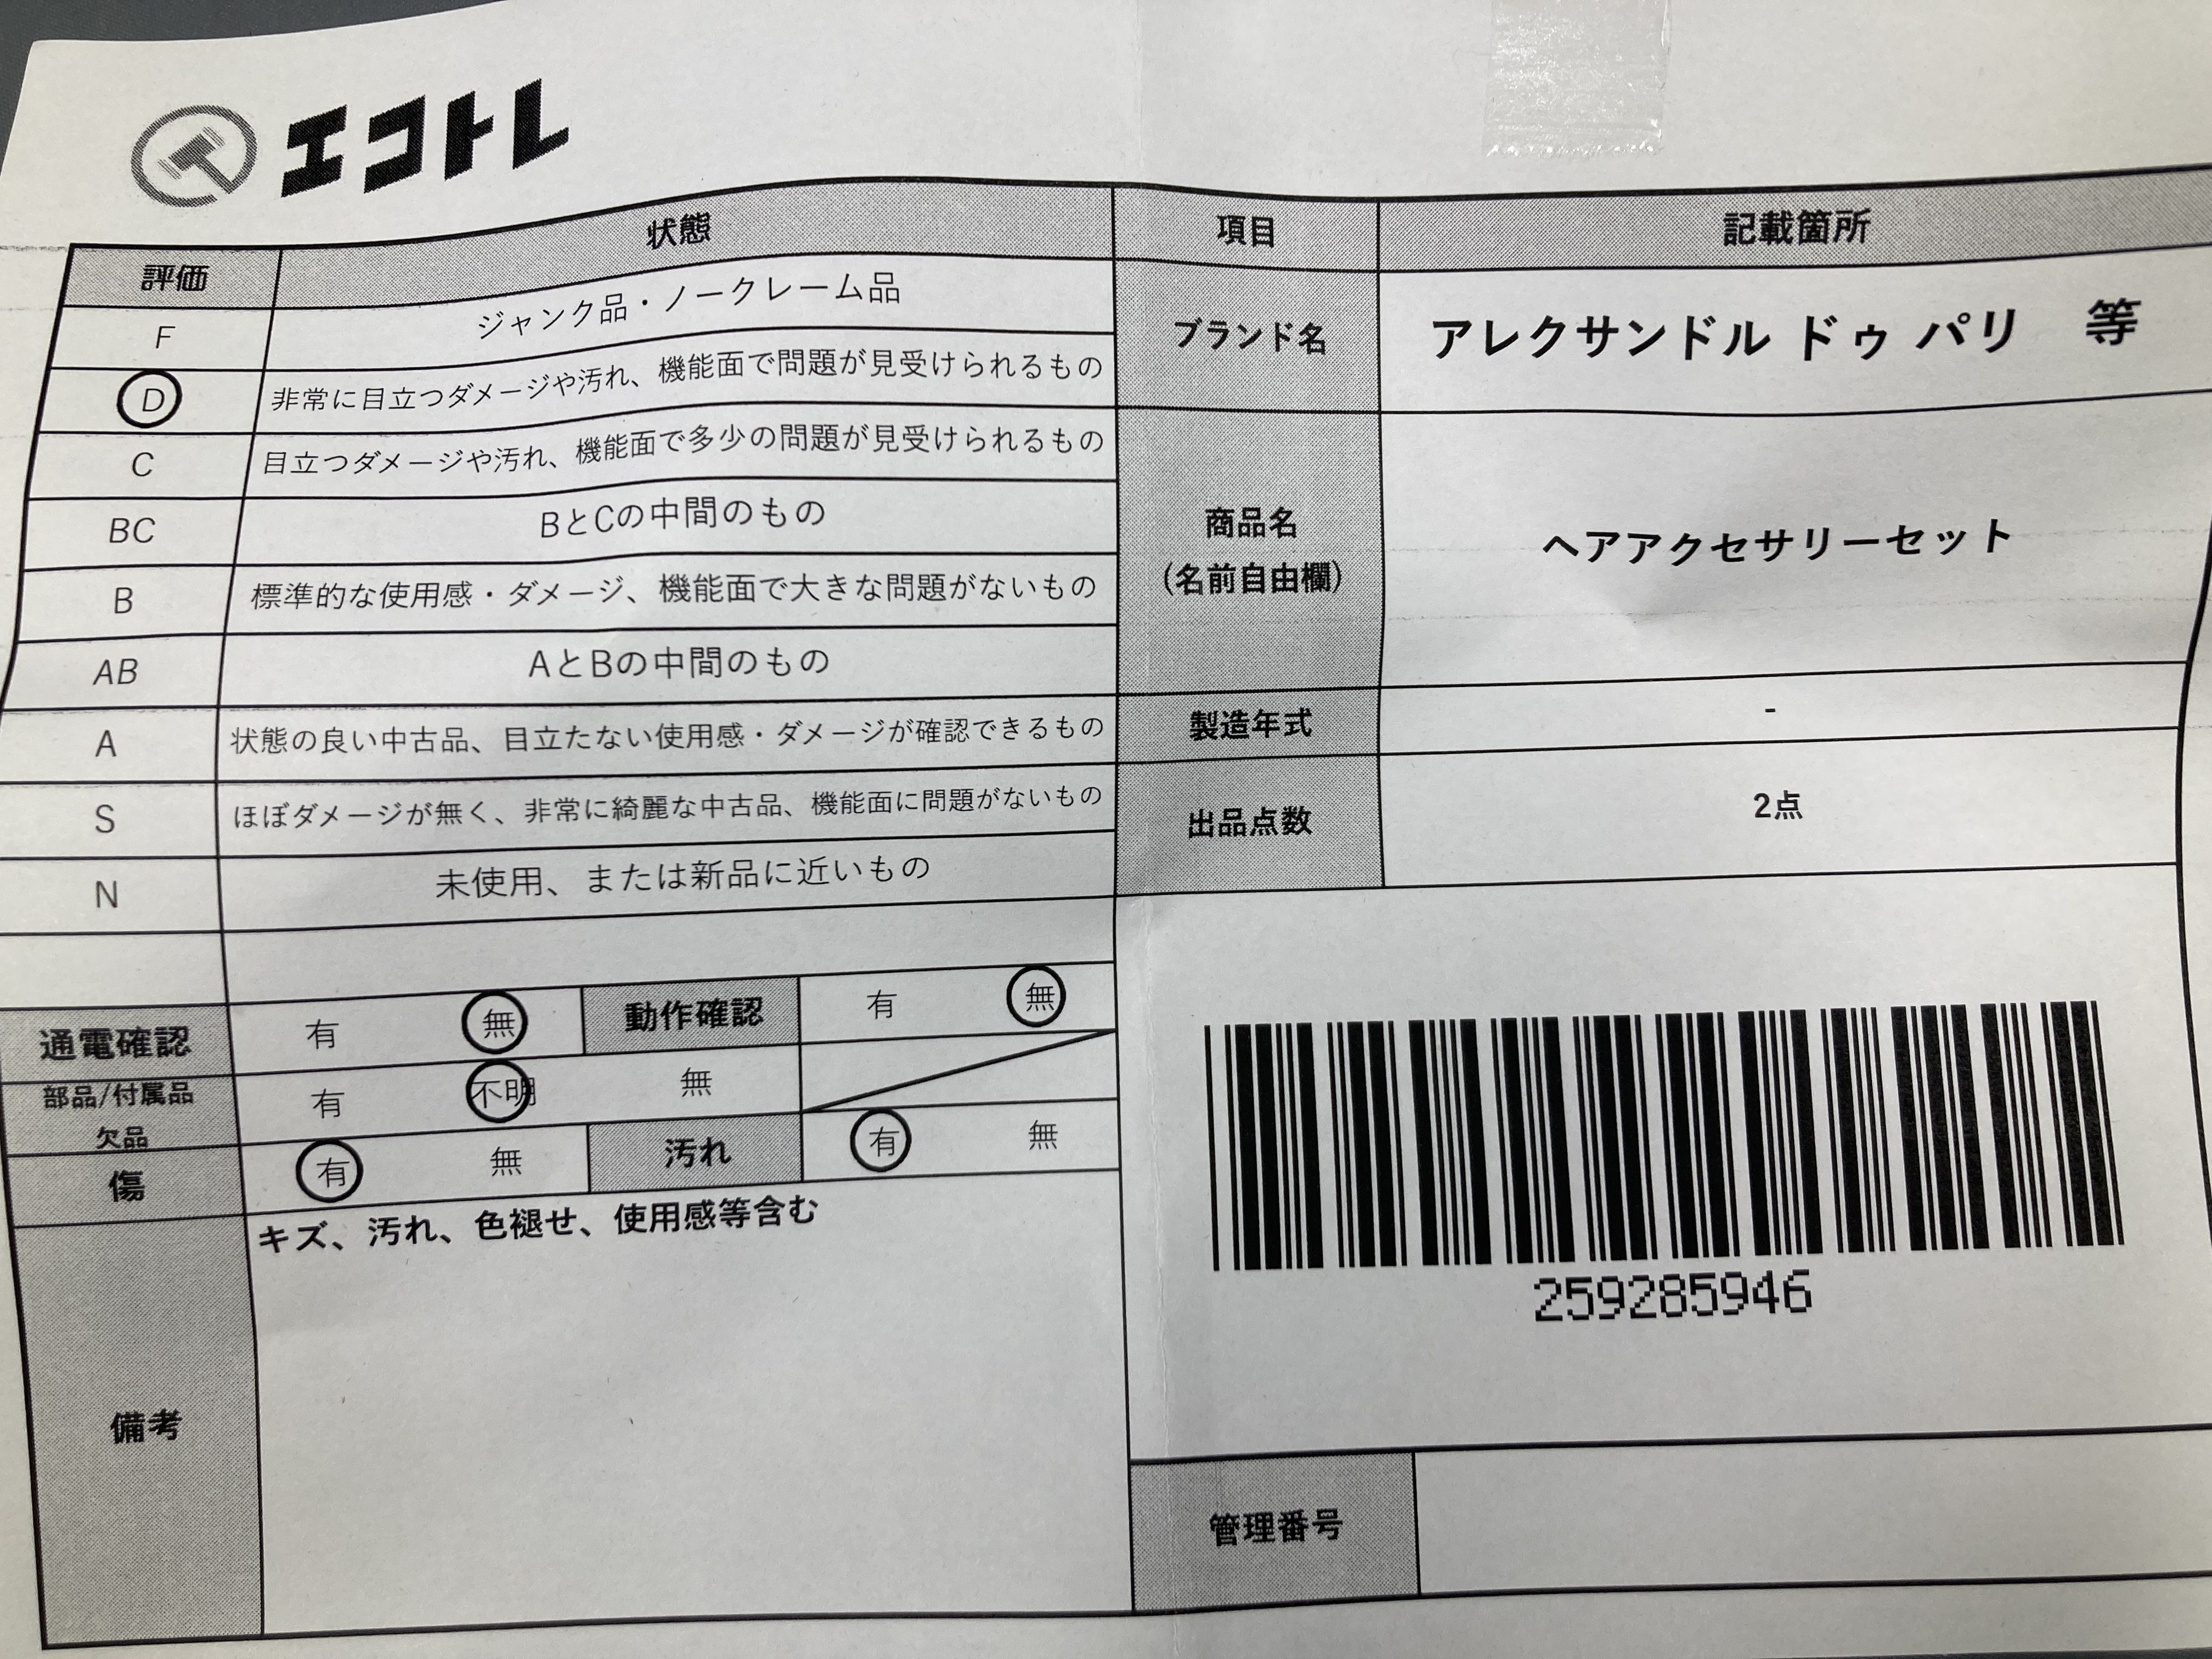 エコトレ
評価 状態
F ジャンク品・ノークレーム品
D 非常に目立つダメージや汚れ、機能面で問題が見受けられるもの
C 目立つダメージや汚れ、機能面で多少の問題が見受けられるもの
BC BとCの中間のもの
B 標準的な使用感・ダメージ、機能面で大きな問題がないもの
AB AとBの中間のもの
A 状態の良い中古品、目立たない使用感・ダメージが確認できるもの
S ほぼダメージが無く、非常に綺麗な中古品、機能面に問題がないもの
N 未使用、または新品に近いもの
通電確認 有 無 動作確認 有 無
部品/付属品
欠品 有 不明 無
傷 有 無 汚れ 有 無
備考 キズ、汚れ、色褪せ、使用感等含む
項目 記載箇所
ブランド名 アレクサンドル ドゥ パリ 等
商品名
(名前自由欄) ヘアアクセサリーセット
製造年式 -
出品点数 2点
259285946
管理番号